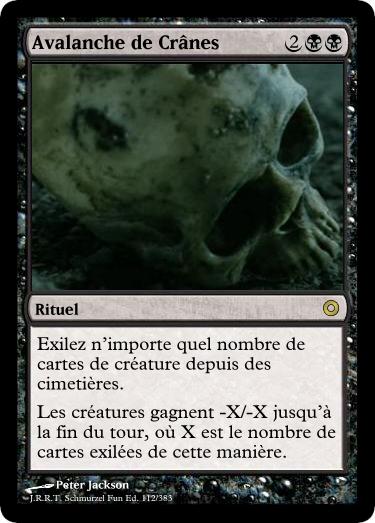 Avalanche de Crânes 2
Rituel
Exilez n'importe quel nombre de
cartes de créature depuis des
cimetières.
Les créatures gagnent -X/-X jusqu'à
la fin du tour, où X est le nombre de
cartes exilées de cette manière.
Peter Jackson
J.R.R.T. Schmurzel Fun Ed. 112/383